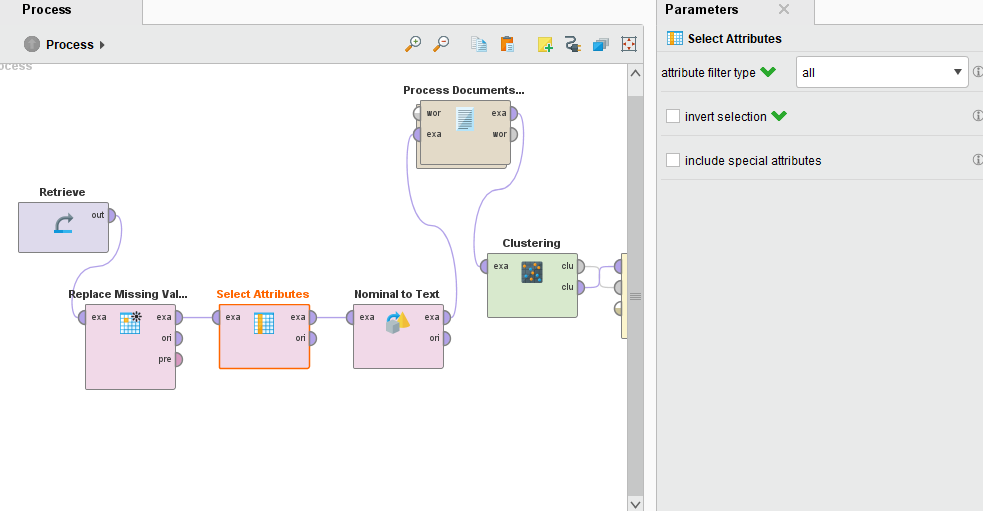 Process
Process
ocess
Process Documents...
wor
exa
exa
wor
Retrieve
out
Clustering
exa
clu
clu
Replace Missing Val...
exa
exa
ori
pre
Select Attributes
exa
exa
ori
Nominal to Text
exa
exa
ori
Parameters
Select Attributes
attribute filter type
all
invert selection
include special attributes